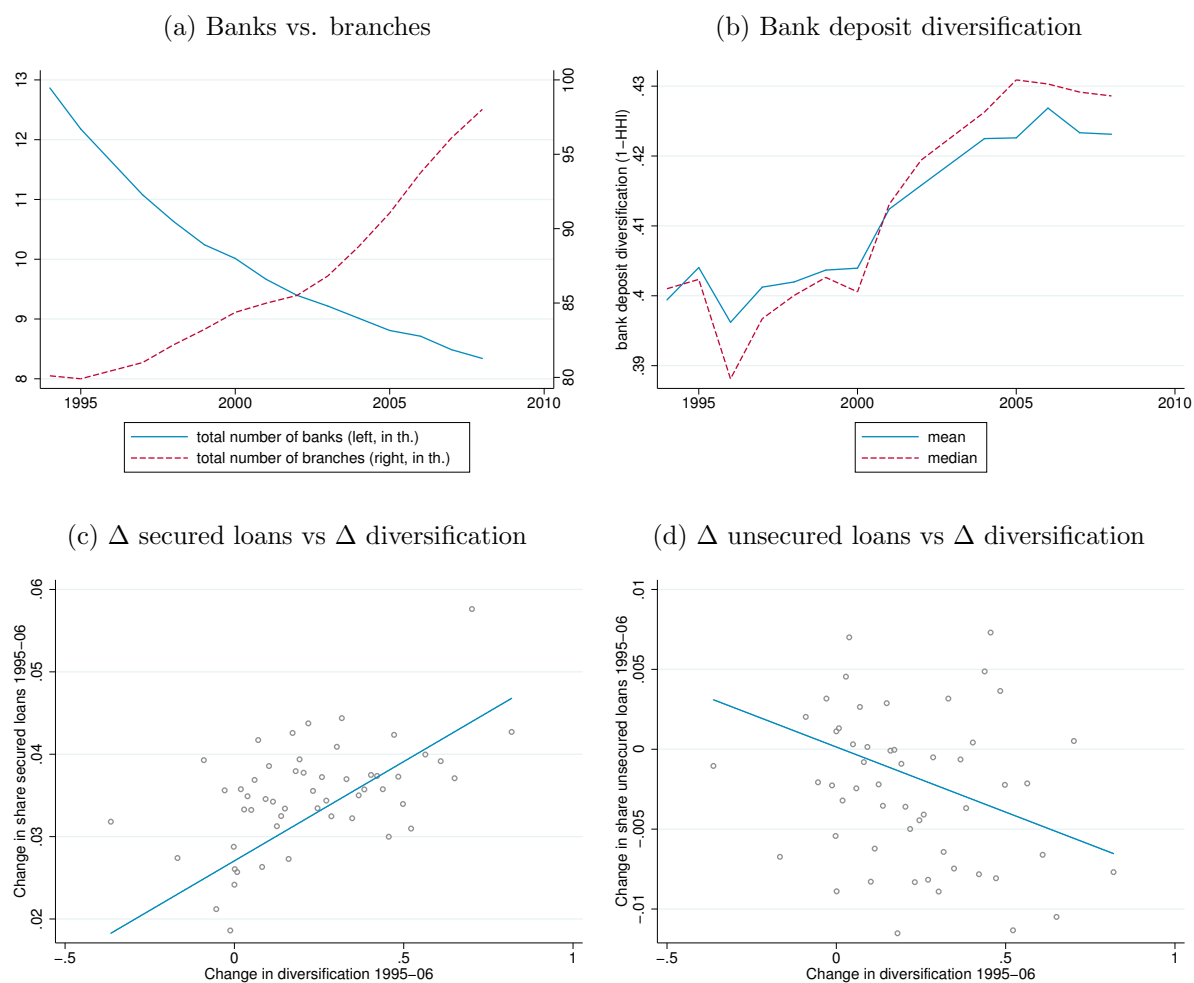 (a) Banks vs. branches
13
12
11
10
9
8
100
95
90
85
80
1995 2000 2005 2010
total number of banks (left, in th.)
total number of branches (right, in th.)
(b) Bank deposit diversification
bank deposit diversification (1−HHI)
.43
.42
.41
.4
.39
1995 2000 2005 2010
mean
median
(c) Δ secured loans vs Δ diversification
Change in share secured loans 1995−06
.06
.05
.04
.03
.02
−.5 0 .5 1
Change in diversification 1995−06
(d) Δ unsecured loans vs Δ diversification
Change in share unsecured loans 1995−06
.01
.005
0
−.005
−.01
−.5 0 .5 1
Change in diversification 1995−06